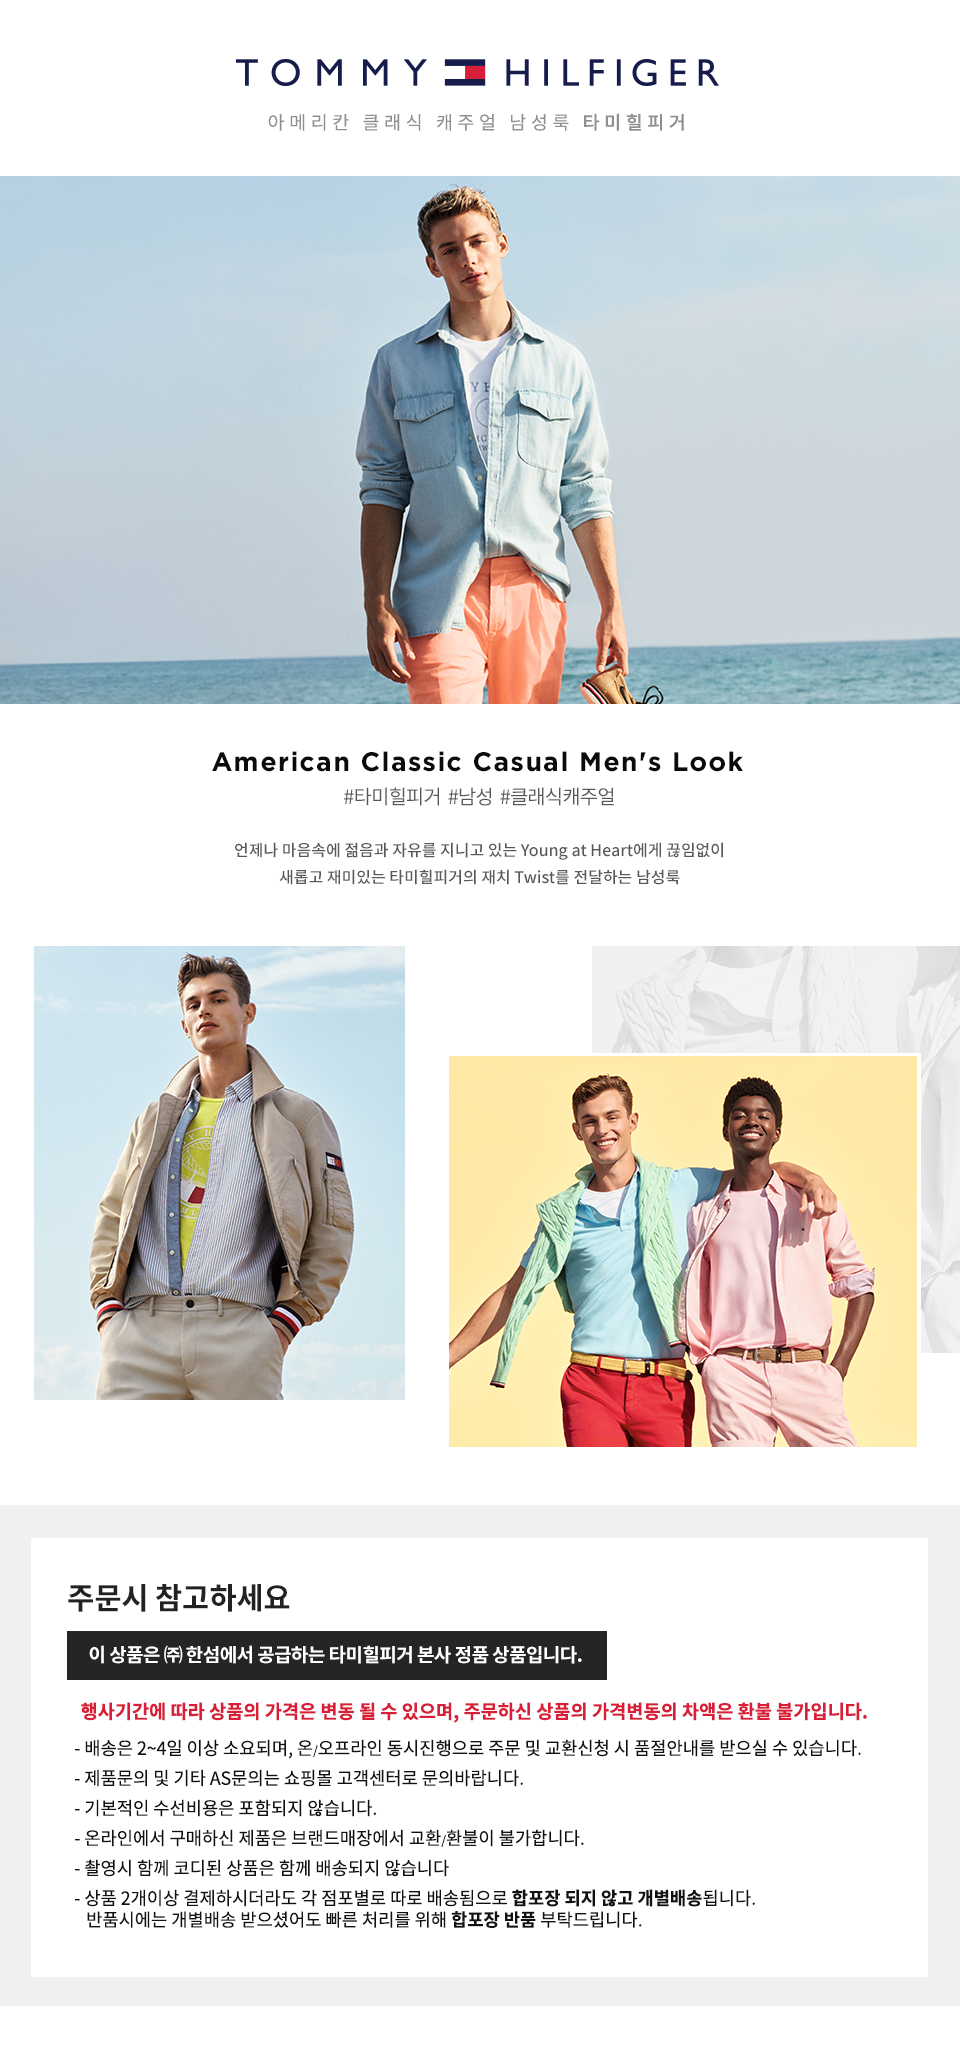 TOMMY HILFIGER
아메리칸 클래식 캐주얼 남성룩 타미힐피거
American Classic Casual Men's Look
#타미힐피거 #남성 #클래식캐주얼
언제나 마음속에 젊음과 자유를 지니고 있는 Young at Heart에게 끊임없이
새롭고 재미있는 타미힐피거의 재치 Twist를 전달하는 남성룩
주문시 참고하세요
이 상품은 ㈜ 한섬에서 공급하는 타미힐피거 본사 정품 상품입니다.
행사기간에 따라 상품의 가격은 변동 될 수 있으며, 주문하신 상품의 가격변동의 차액은 환불 불가입니다.
- 배송은 2~4일 이상 소요되며, 온/오프라인 동시진행으로 주문 및 교환신청 시 품절안내를 받으실 수 있습니다.
- 제품문의 및 기타 AS문의는 쇼핑몰 고객센터로 문의바랍니다.
- 기본적인 수선비용은 포함되지 않습니다.
- 온라인에서 구매하신 제품은 브랜드매장에서 교환/환불이 불가합니다.
- 촬영시 함께 코디된 상품은 함께 배송되지 않습니다
- 상품 2개이상 결제하시더라도 각 점포별로 따로 배송됨으로 합포장 되지 않고 개별배송됩니다.
반품시에는 개별배송 받으셨어도 빠른 처리를 위해 합포장 반품 부탁드립니다.